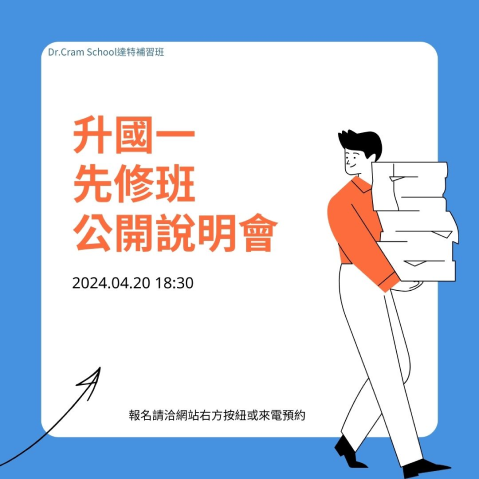 Dr.Cram School達特補習班
升國一
先修班
公開說明會
2024.04.20 18:30
報名請洽網站右方按紐或來電預約